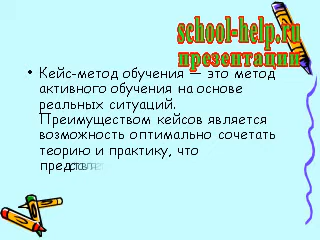 school-help.ru
презентации
• Кейс-метод обучения — это метод
активного обучения на основе
реальных ситуаций.
Преимуществом кейсов является
возможность оптимально сочетать
теорию и практику, что